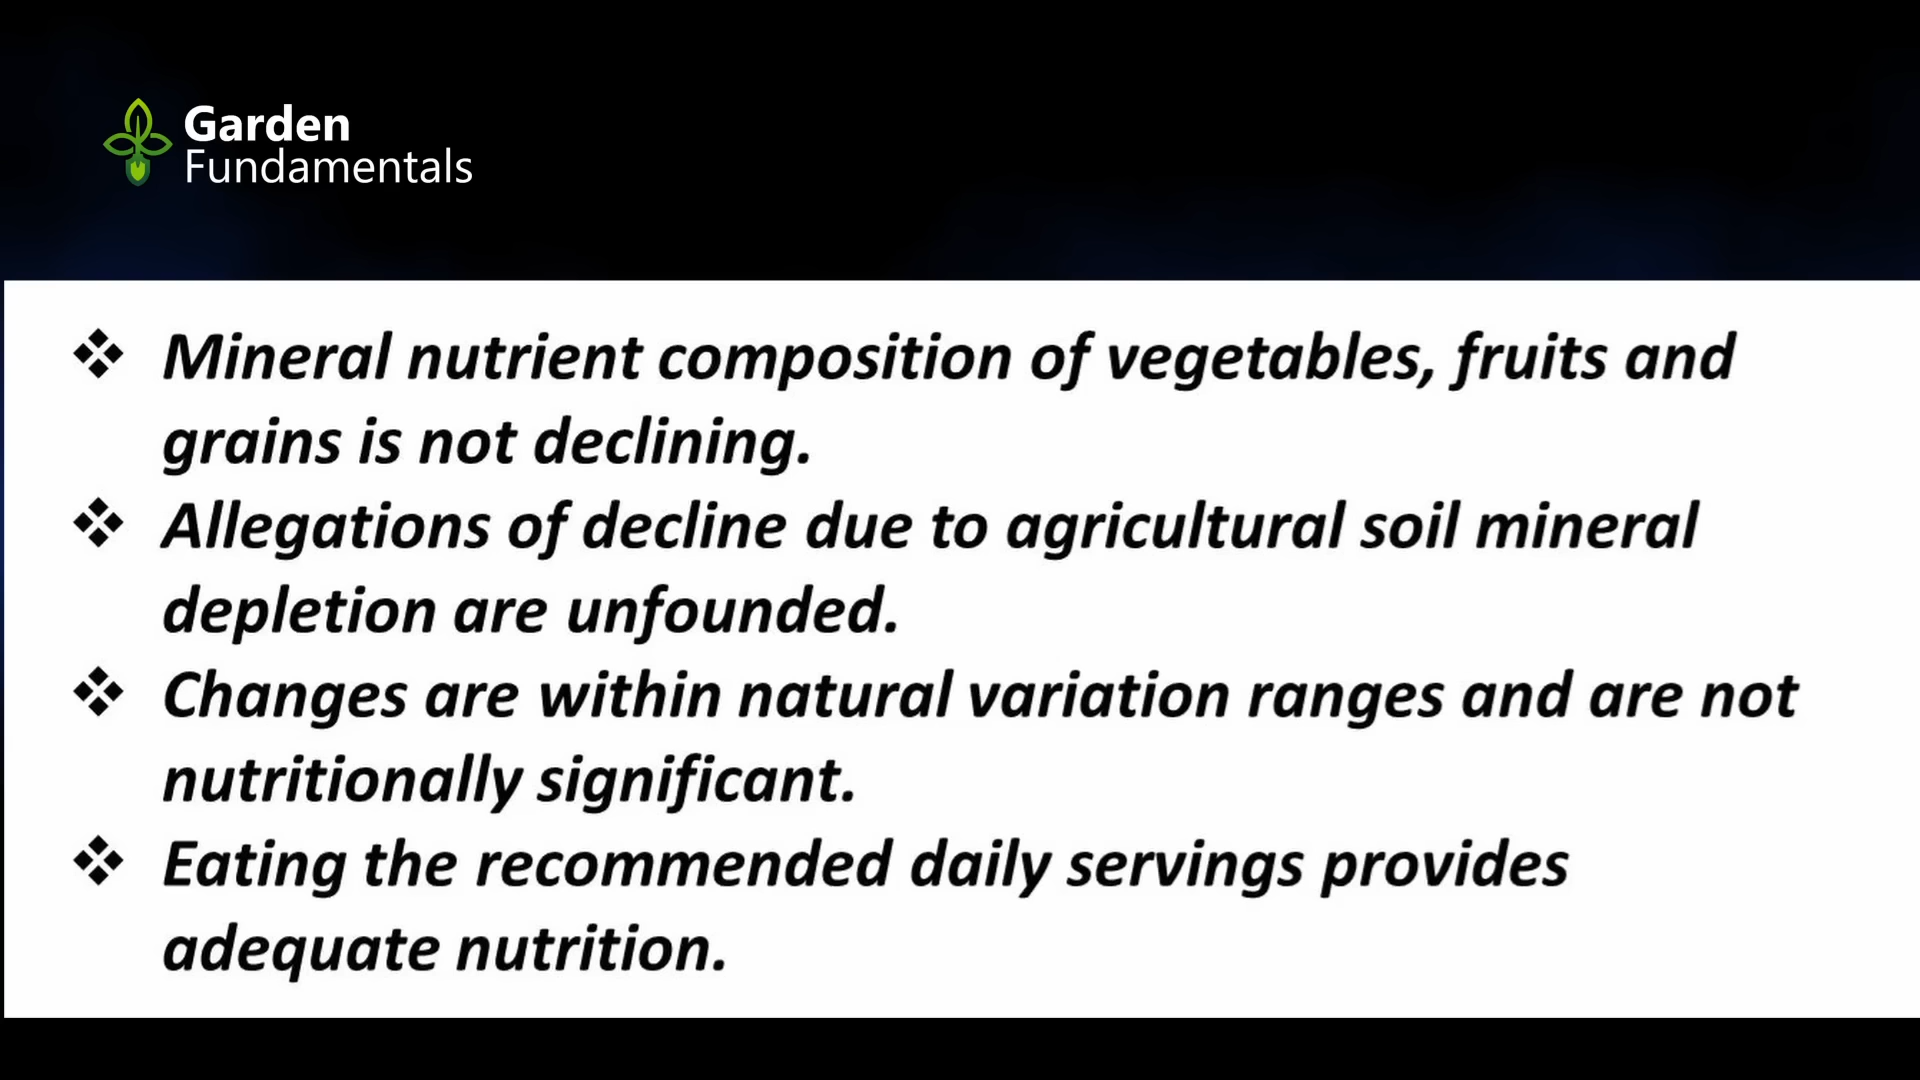 Garden
Fundamentals
❖ Mineral nutrient composition of vegetables, fruits and
grains is not declining.
❖ Allegations of decline due to agricultural soil mineral
depletion are unfounded.
❖ Changes are within natural variation ranges and are not
nutritionally significant.
❖ Eating the recommended daily servings provides
adequate nutrition.